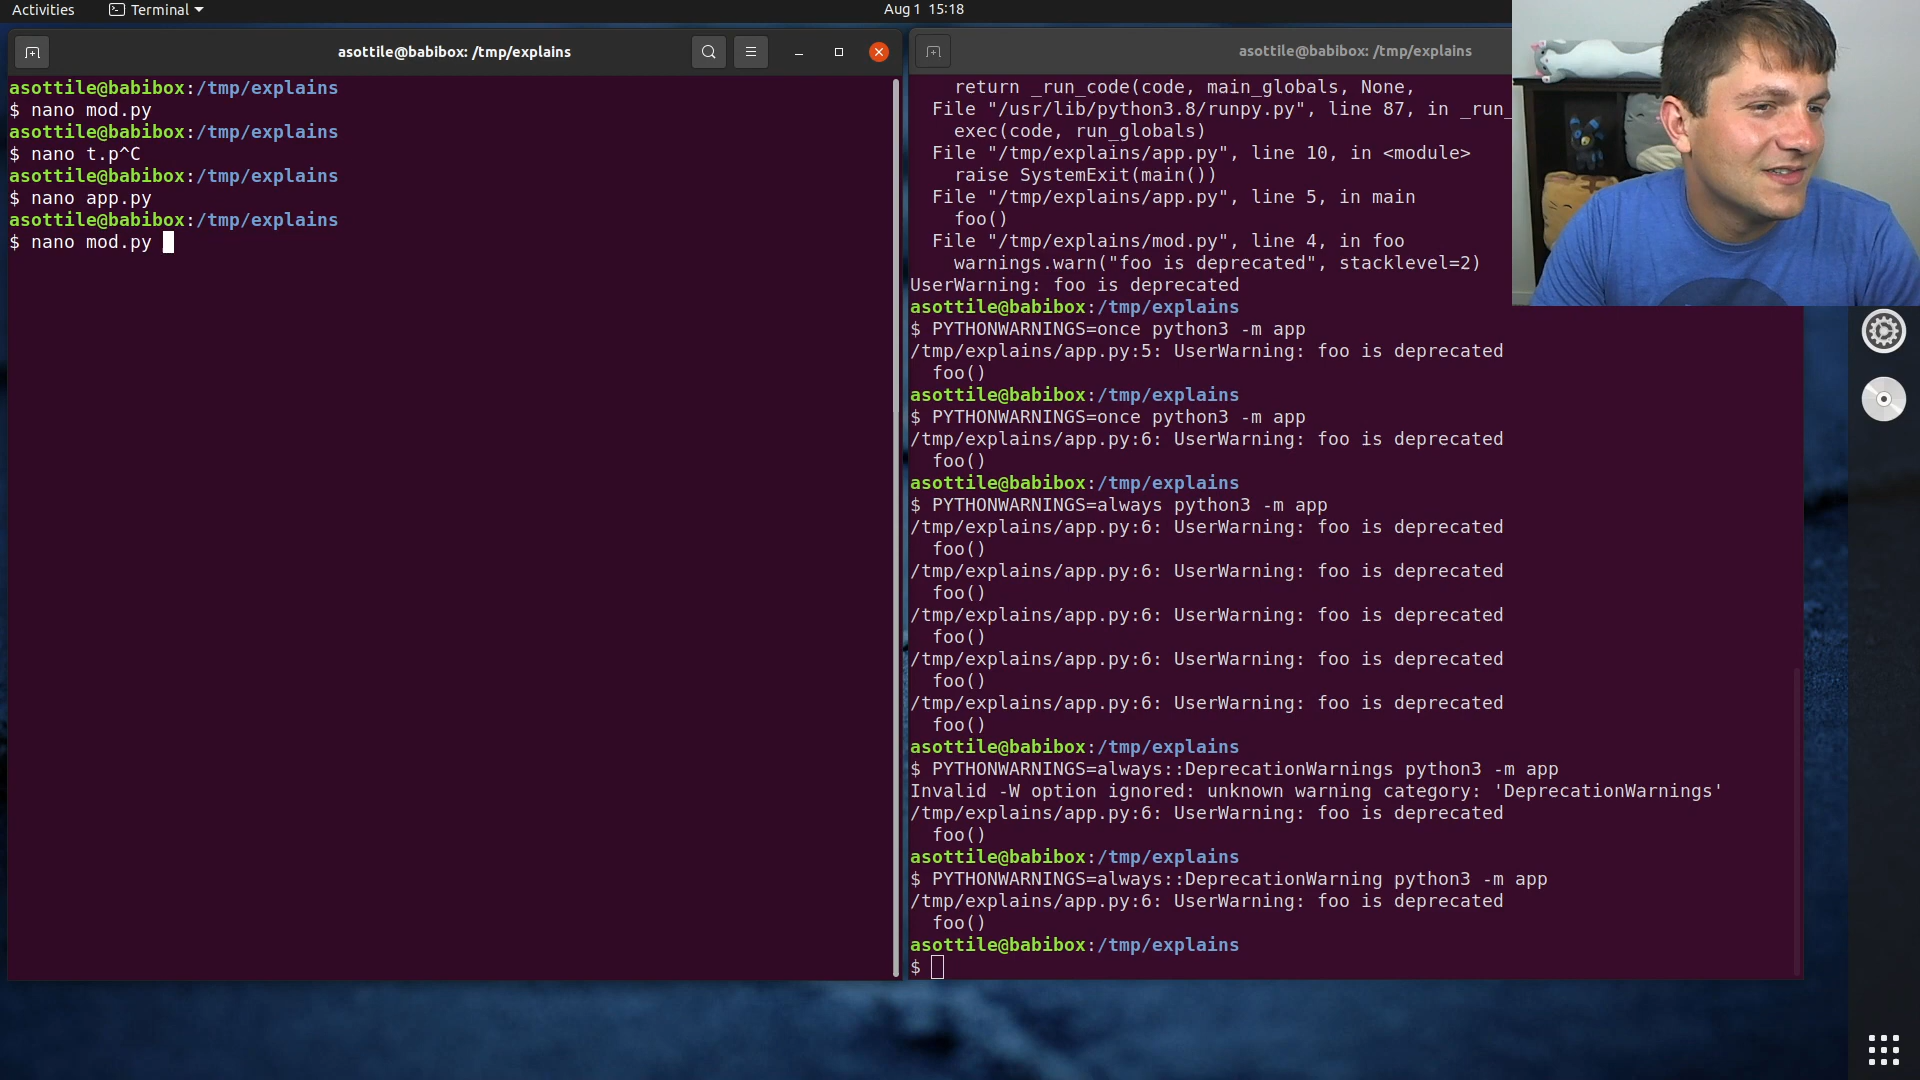 Activities
Terminal
Aug 1 15:18
asottile@babibox: /tmp/explains
asottile@babibox:/tmp/explains
$ nano mod.py
asottile@babibox:/tmp/explains
$ nano t.p^C
asottile@babibox:/tmp/explains
$ nano app.py
asottile@babibox:/tmp/explains
$ nano mod.py
asottile@babibox: /tmp/explains
return _run_code(code, main_globals, None,
File "/usr/lib/python3.8/runpy.py", line 87, in _run_
exec(code, run_globals)
File "/tmp/explains/app.py", line 10, in <module>
raise SystemExit(main())
File "/tmp/explains/app.py", line 5, in main
foo()
File "/tmp/explains/mod.py", line 4, in foo
warnings.warn("foo is deprecated", stacklevel=2)
UserWarning: foo is deprecated
asottile@babibox:/tmp/explains
$ PYTHONWARNINGS=once python3 -m app
/tmp/explains/app.py:5: UserWarning: foo is deprecated
foo()
asottile@babibox:/tmp/explains
$ PYTHONWARNINGS=once python3 -m app
/tmp/explains/app.py:6: UserWarning: foo is deprecated
foo()
asottile@babibox:/tmp/explains
$ PYTHONWARNINGS=always python3 -m app
/tmp/explains/app.py:6: UserWarning: foo is deprecated
foo()
/tmp/explains/app.py:6: UserWarning: foo is deprecated
foo()
/tmp/explains/app.py:6: UserWarning: foo is deprecated
foo()
/tmp/explains/app.py:6: UserWarning: foo is deprecated
foo()
/tmp/explains/app.py:6: UserWarning: foo is deprecated
foo()
asottile@babibox:/tmp/explains
$ PYTHONWARNINGS=always::DeprecationWarnings python3 -m app
Invalid -W option ignored: unknown warning category: 'DeprecationWarnings'
/tmp/explains/app.py:6: UserWarning: foo is deprecated
foo()
asottile@babibox:/tmp/explains
$ PYTHONWARNINGS=always::DeprecationWarning python3 -m app
/tmp/explains/app.py:6: UserWarning: foo is deprecated
foo()
asottile@babibox:/tmp/explains
$